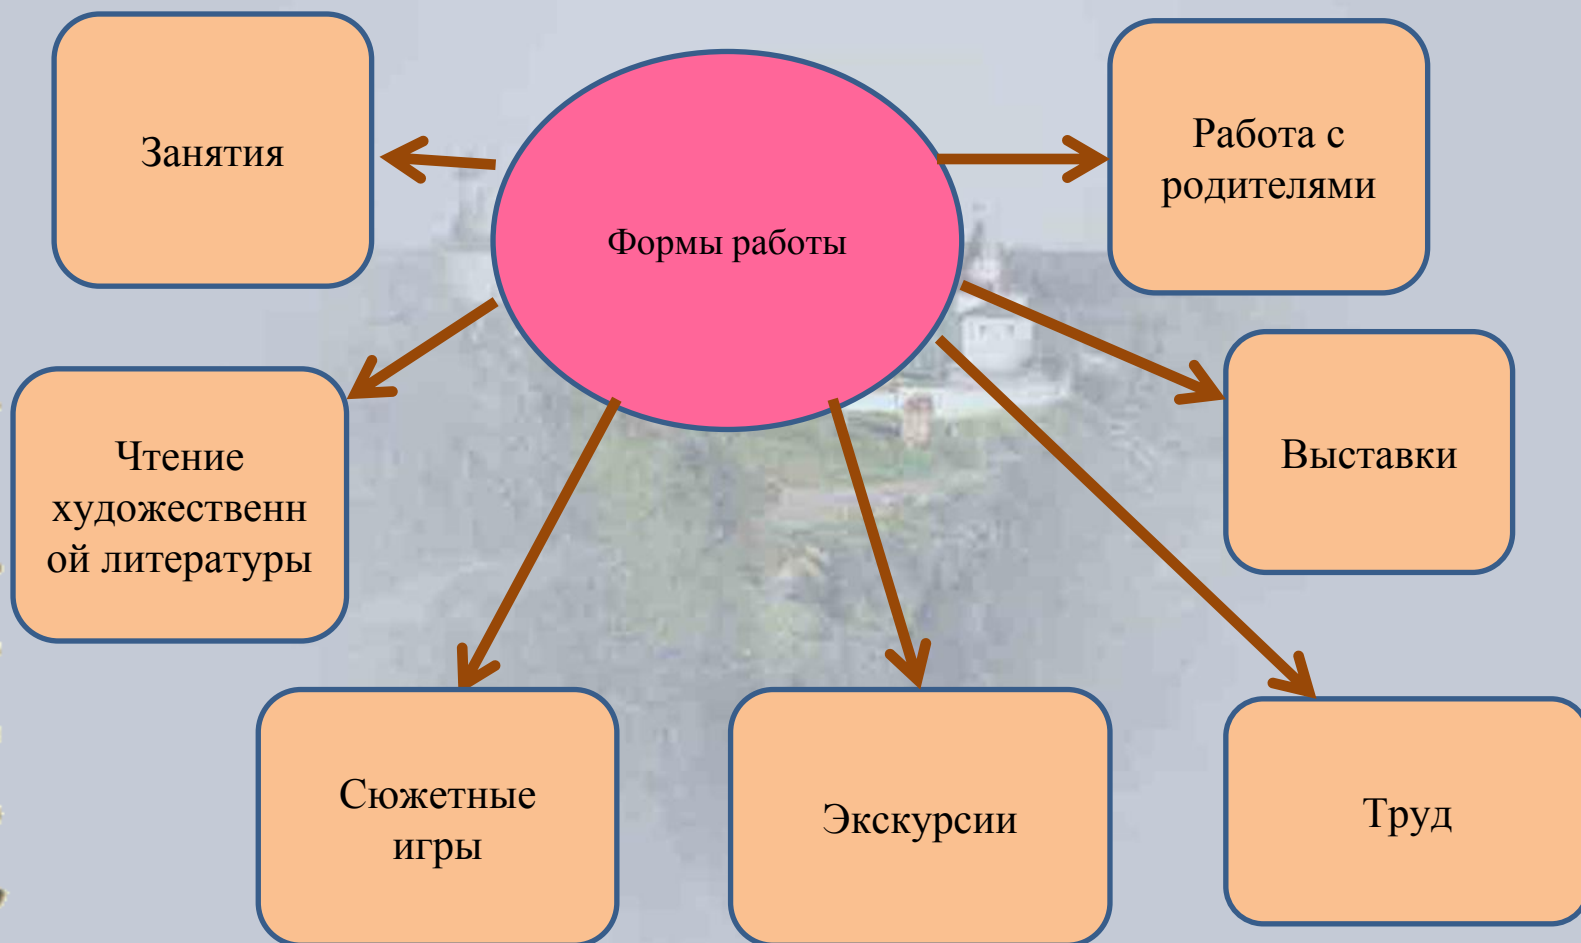 Занятия
Формы работы
Работа с
родителями
Чтение
художественн
ой литературы
Выставки
Сюжетные
игры
Экскурсии
Труд